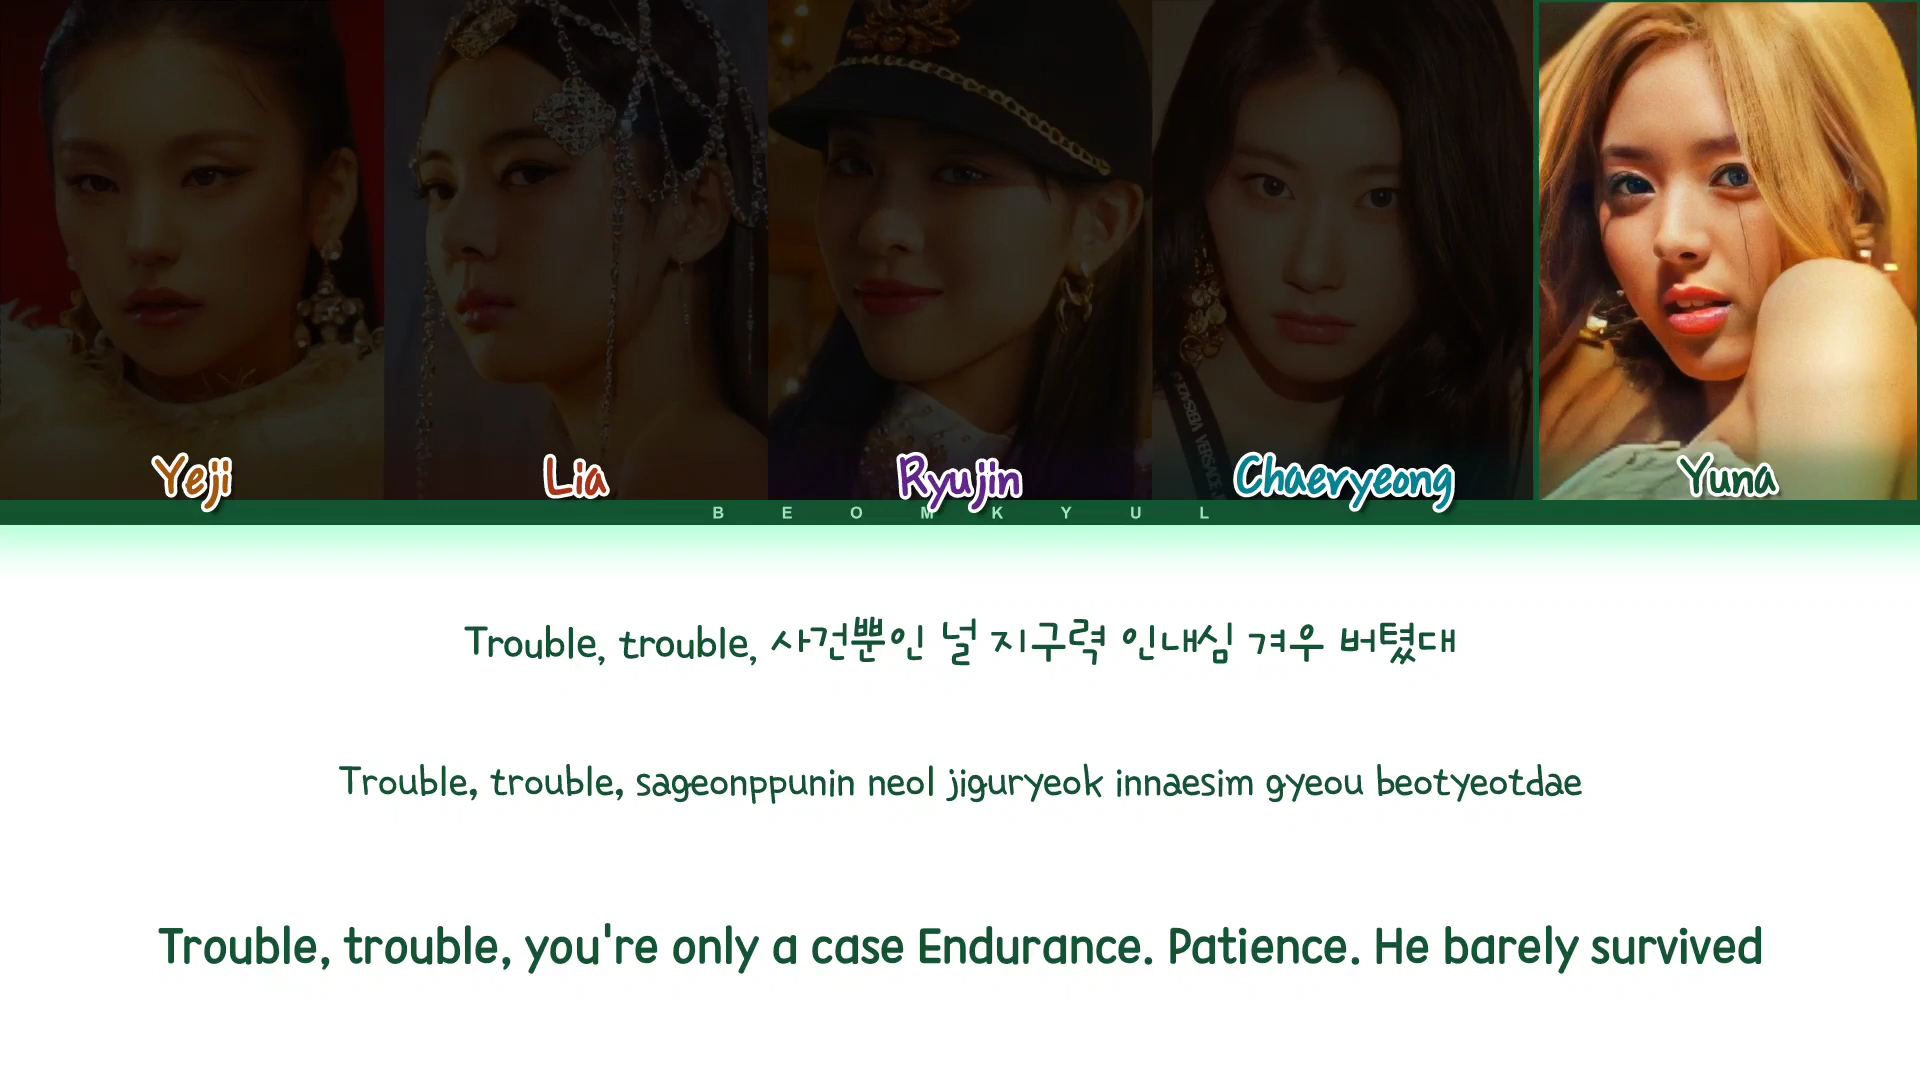 Yeji
Lia
Ryujin
Chaeryeong
Yuna
BEOMKYUL
Trouble, trouble, 사건뿐인 널 지구력 인내심 겨우 버텼대
Trouble, trouble, sageonppunin neol jiguryeok innaesim gyeou beotyeotdae
Trouble, trouble, you're only a case Endurance. Patience. He barely survived